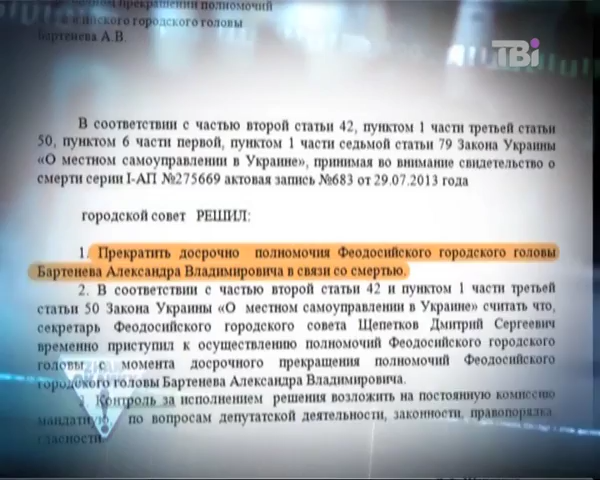 прекращении полномочий
городского головы
Бартенева А.В.
ТВі
В соответствии с частью второй статьи 42, пунктом 1 части третьей статьи
50, пунктом 6 части первой, пунктом 1 части седьмой статьи 79 Закона Украины
«О местном самоуправлении в Украине», принимая во внимание свидетельство о
смерти серии I-АП №275669 актовая запись №683 от 29.07.2013 года
городской совет РЕШИЛ:
1. Прекратить досрочно полномочия Феодосийского городского головы
Бартенева Александра Владимировича в связи со смертью.
2. В соответствии с частью второй статьи 42 и пунктом 1 части третьей
статьи 50 Закона Украины «О местном самоуправлении в Украине» считать что,
секретарь Феодосийского городского совета Щепетков Дмитрий Сергеевич
временно приступил к осуществлению полномочий Феодосийского городского
головы с момента досрочного прекращения полномочий Феодосийского
городского головы Бартенева Александра Владимировича.
Контроль за исполнением решения возложить на постоянную комиссию
мандатную, по вопросам депутатской деятельности, законности, правопорядка
гласности.